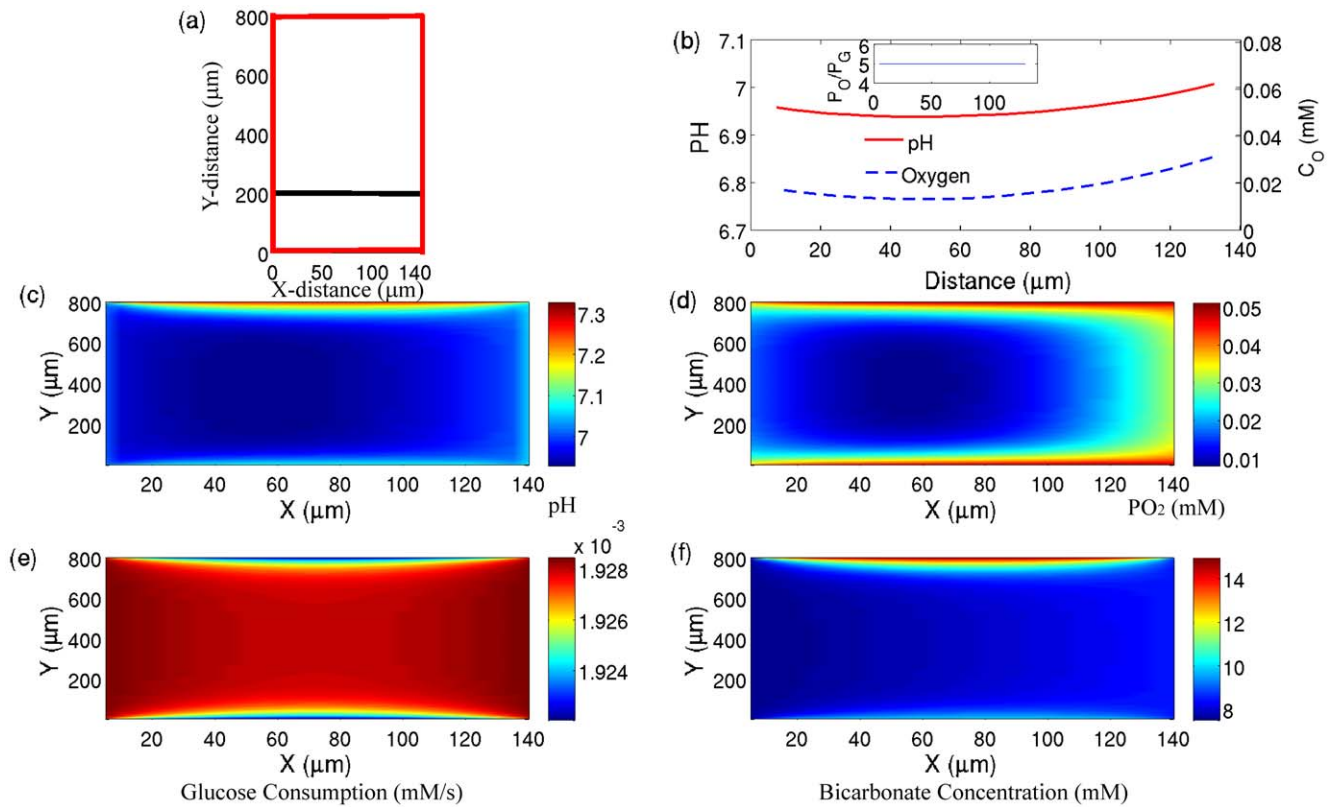 (a)
800
600
400
200
0
Y-distance (μm)
0 50 100 140
X-distance (μm)
(b)
7.1
7
6.9
6.8
6.7
PH
6
5
4
P_O/P_G
0 50 100
pH
Oxygen
0.08
0.06
0.04
0.02
0
C_O (mM)
0 20 40 60 80 100 120 140
Distance (μm)
(c)
800
600
400
200
Y (μm)
20 40 60 80 100 120 140
X (μm)
7.3
7.2
7.1
7
pH
(d)
800
600
400
200
Y (μm)
20 40 60 80 100 120 140
X (μm)
0.05
0.04
0.03
0.02
0.01
PO₂ (mM)
(e)
800
600
400
200
Y (μm)
20 40 60 80 100 120 140
X (μm)
x 10⁻³
1.928
1.926
1.924
Glucose Consumption (mM/s)
(f)
800
600
400
200
Y (μm)
20 40 60 80 100 120 140
X (μm)
14
12
10
8
Bicarbonate Concentration (mM)